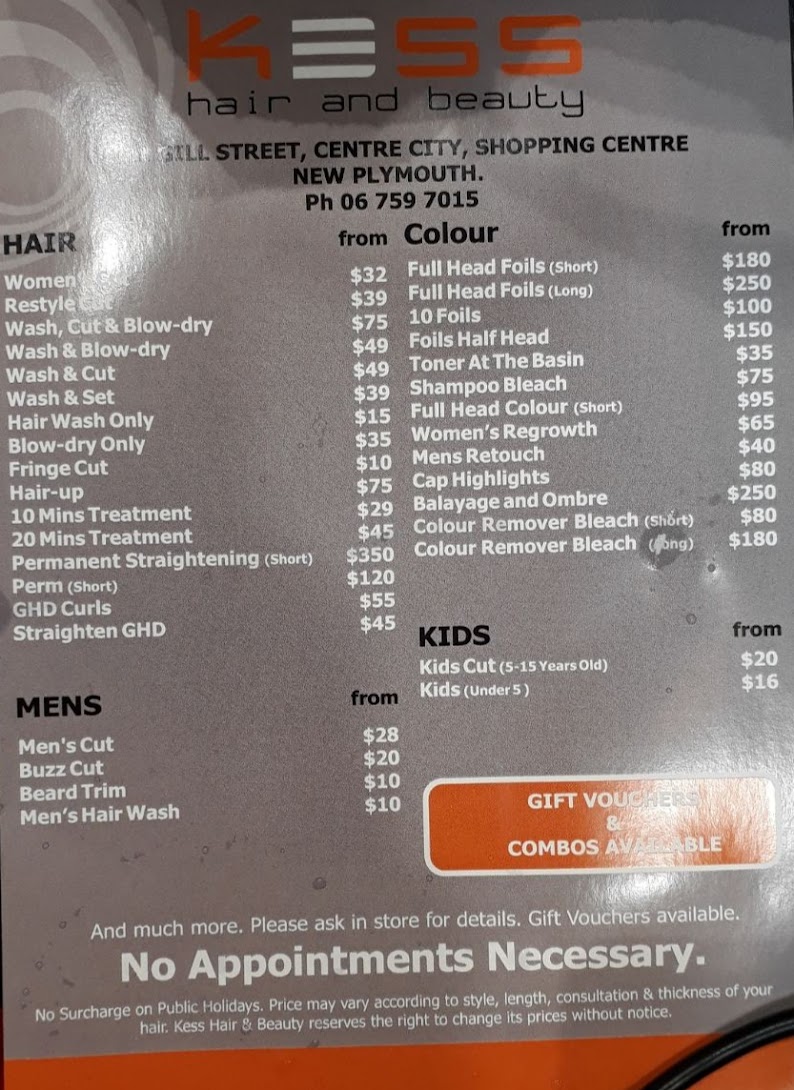 KESS
hair and beauty
GILL STREET, CENTRE CITY, SHOPPING CENTRE
NEW PLYMOUTH.
Ph 06 759 7015
HAIR from
Women $32
Restyle Cut $39
Wash, Cut & Blow-dry $75
Wash & Blow-dry $49
Wash & Cut $49
Wash & Set $39
Hair Wash Only $15
Blow-dry Only $35
Fringe Cut $10
Hair-up $75
10 Mins Treatment $29
20 Mins Treatment $45
Permanent Straightening (Short) $350
Perm (Short) $120
GHD Curls $55
Straighten GHD $45
MENS from
Men's Cut $28
Buzz Cut $20
Beard Trim $10
Men's Hair Wash $10
Colour from
Full Head Foils (Short) $180
Full Head Foils (Long) $250
10 Foils $100
Foils Half Head $150
Toner At The Basin $35
Shampoo Bleach $75
Full Head Colour (Short) $95
Women's Regrowth $65
Mens Retouch $40
Cap Highlights $80
Balayage and Ombre $250
Colour Remover Bleach (Short) $80
Colour Remover Bleach (Long) $180
KIDS from
Kids Cut (5-15 Years Old) $20
Kids (Under 5 ) $16
GIFT VOUCHERS
&
COMBOS AVAILABLE
And much more. Please ask in store for details. Gift Vouchers available.
No Appointments Necessary.
No Surcharge on Public Holidays. Price may vary according to style, length, consultation & thickness of your
hair. Kess Hair & Beauty reserves the right to change its prices without notice.